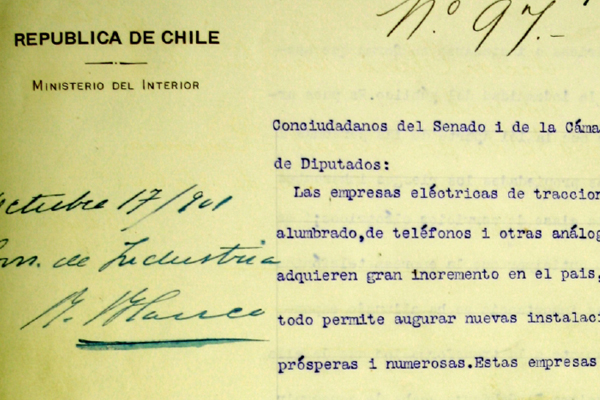 Nº 97.-
REPUBLICA DE CHILE
MINISTERIO DEL INTERIOR
Conciudadanos del Senado i de la Cáma
de Diputados:
Las empresas eléctricas de traccion
alumbrado,de teléfonos i otras análog
adquieren gran incremento en el pais,
todo permite augurar nuevas instalaci
prósperas i numerosas.Estas empresas
ctubre 17/901
om. de Industria